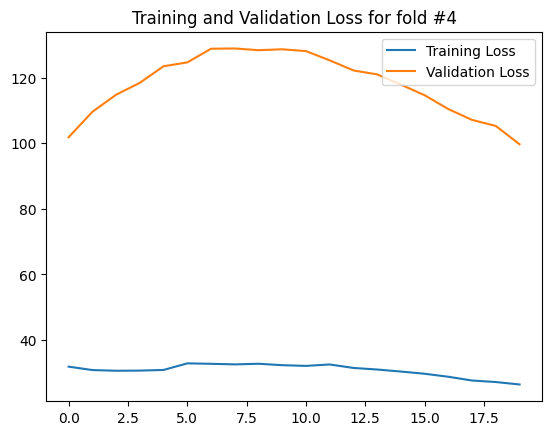 Training and Validation Loss for fold #4
Training Loss
Validation Loss
120
100
80
60
40
0.0 2.5 5.0 7.5 10.0 12.5 15.0 17.5